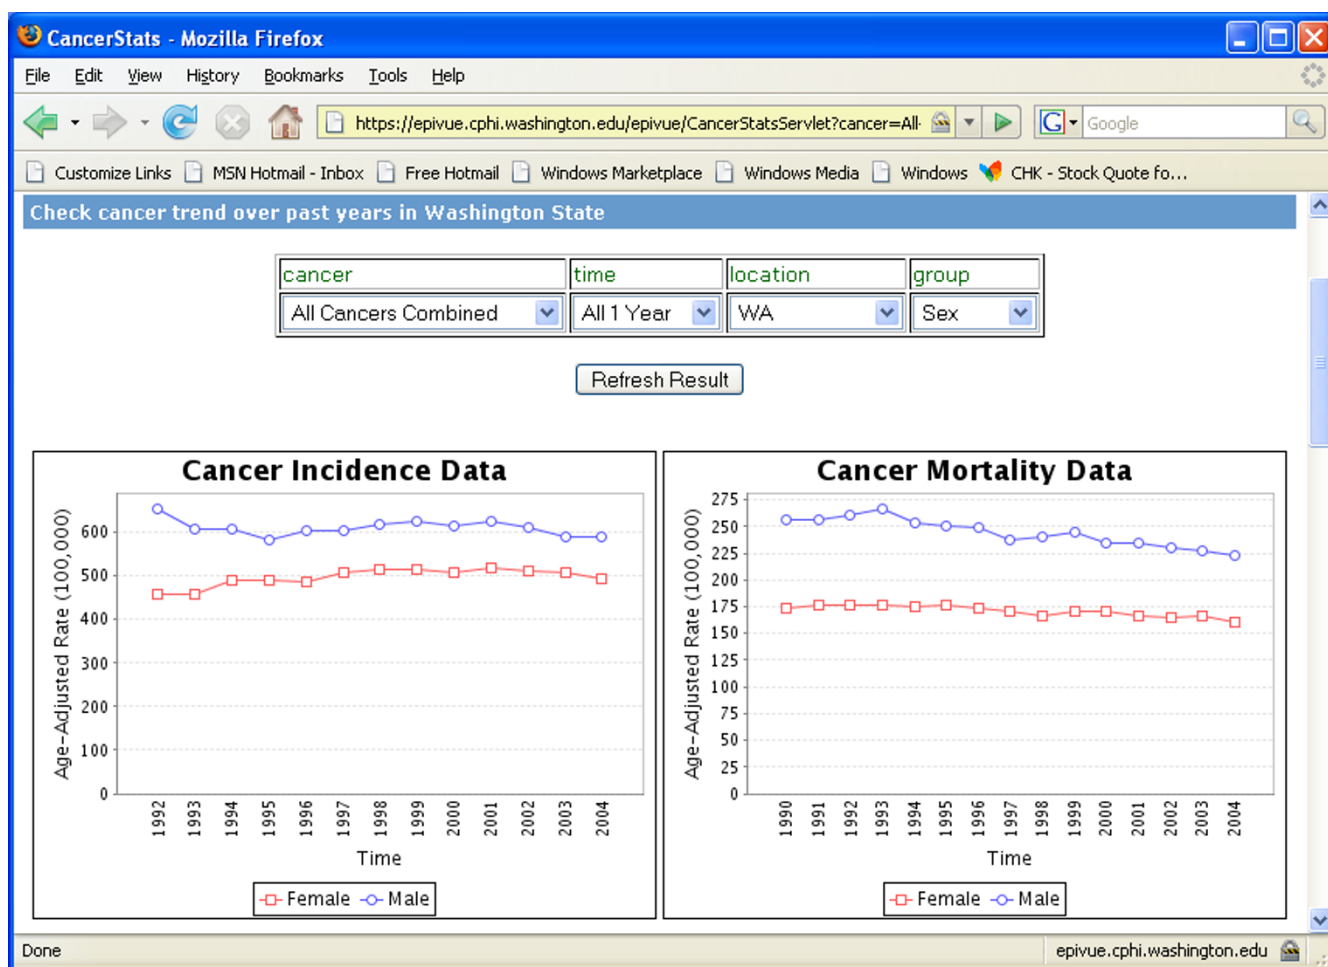 CancerStats - Mozilla Firefox
File Edit View History Bookmarks Tools Help
https://epivue.cphi.washington.edu/epivue/CancerStatsServlet?cancer=All- G Google
Customize Links MSN Hotmail - Inbox Free Hotmail Windows Marketplace Windows Media Windows CHK - Stock Quote fo...
Check cancer trend over past years in Washington State
cancer time location group
All Cancers Combined All 1 Year WA Sex
Refresh Result
Cancer Incidence Data
Age-Adjusted Rate (100,000)
600
500
400
300
200
100
0
1992 1993 1994 1995 1996 1997 1998 1999 2000 2001 2002 2003 2004
Time
Female Male
Cancer Mortality Data
Age-Adjusted Rate (100,000)
275
250
225
200
175
150
125
100
75
50
25
0
1990 1991 1992 1993 1994 1995 1996 1997 1998 1999 2000 2001 2002 2003 2004
Time
Female Male
Done epivue.cphi.washington.edu